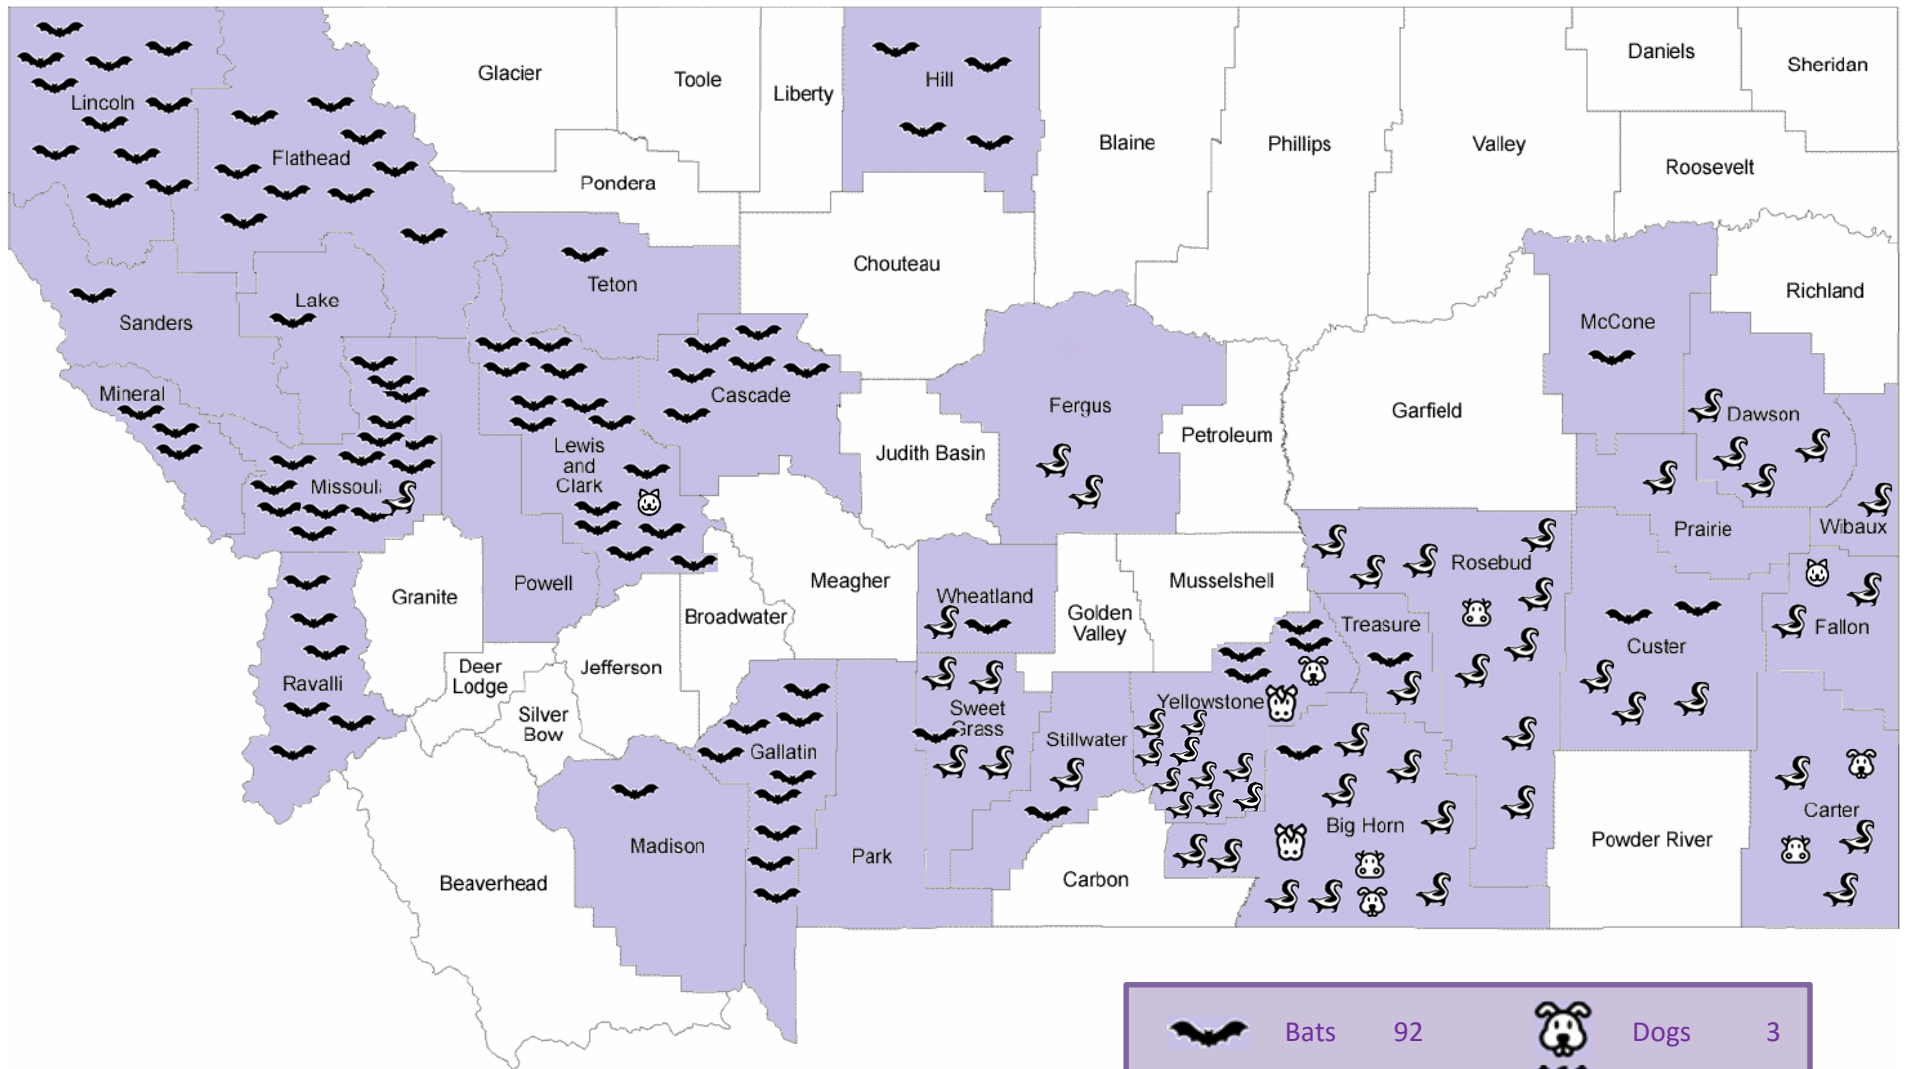 Glacier
Toole
Liberty
Hill
Blaine
Phillips
Valley
Daniels
Sheridan
Lincoln
Flathead
Pondera
Roosevelt
Teton
Chouteau
Richland
Sanders
Lake
McCone
Mineral
Cascade
Fergus
Garfield
Dawson
Judith Basin
Petroleum
Lewis
and
Clark
Missoula
Prairie
Wibaux
Granite
Powell
Meagher
Wheatland
Musselshell
Rosebud
Broadwater
Golden
Valley
Treasure
Custer
Fallon
Deer
Lodge
Jefferson
Ravalli
Silver
Bow
Gallatin
Sweet
Grass
Stillwater
Yellowstone
Madison
Park
Big Horn
Carter
Powder River
Beaverhead
Carbon
Bats 92 Dogs 3